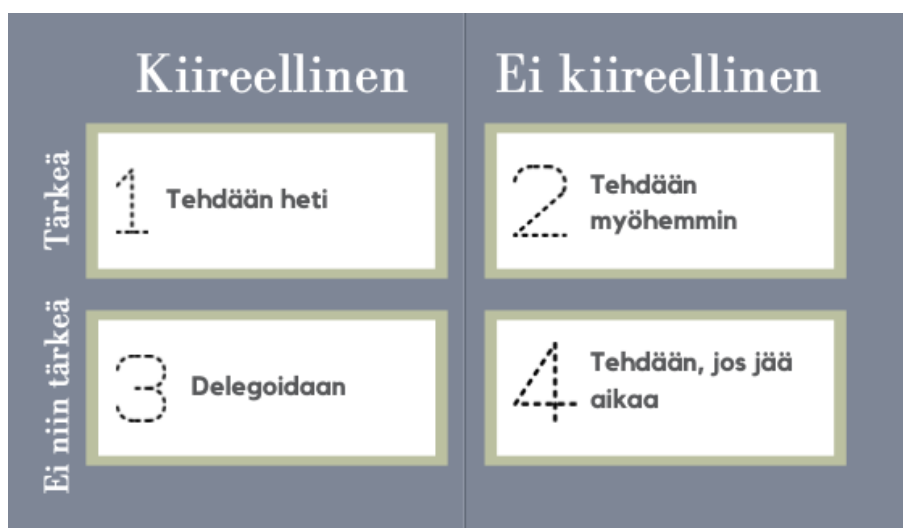 Kiireellinen
Ei kiireellinen
Tärkeä
1
Tehdään heti
2
Tehdään
myöhemmin
Ei niin tärkeä
3
Delegoidaan
4
Tehdään, jos jää
aikaa